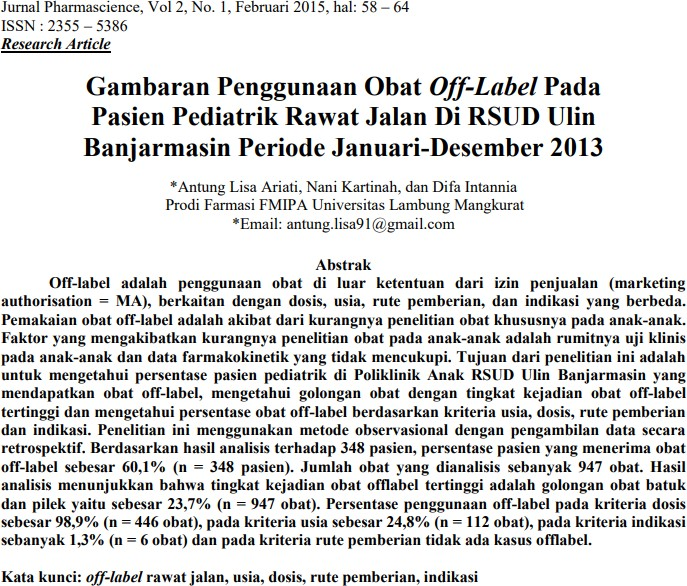 Jurnal Pharmascience, Vol 2, No. 1, Februari 2015, hal: 58 – 64
ISSN : 2355 – 5386
Research Article
Gambaran Penggunaan Obat Off-Label Pada
Pasien Pediatrik Rawat Jalan Di RSUD Ulin
Banjarmasin Periode Januari-Desember 2013
*Antung Lisa Ariati, Nani Kartinah, dan Difa Intannia
Prodi Farmasi FMIPA Universitas Lambung Mangkurat
*Email: antung.lisa91@gmail.com
Abstrak
Off-label adalah penggunaan obat di luar ketentuan dari izin penjualan (marketing
authorisation = MA), berkaitan dengan dosis, usia, rute pemberian, dan indikasi yang berbeda.
Pemakaian obat off-label adalah akibat dari kurangnya penelitian obat khususnya pada anak-anak.
Faktor yang mengakibatkan kurangnya penelitian obat pada anak-anak adalah rumitnya uji klinis
pada anak-anak dan data farmakokinetik yang tidak mencukupi. Tujuan dari penelitian ini adalah
untuk mengetahui persentase pasien pediatrik di Poliklinik Anak RSUD Ulin Banjarmasin yang
mendapatkan obat off-label, mengetahui golongan obat dengan tingkat kejadian obat off-label
tertinggi dan mengetahui persentase obat off-label berdasarkan kriteria usia, dosis, rute pemberian
dan indikasi. Penelitian ini menggunakan metode observasional dengan pengambilan data secara
retrospektif. Berdasarkan hasil analisis terhadap 348 pasien, persentase pasien yang menerima obat
off-label sebesar 60,1% (n = 348 pasien). Jumlah obat yang dianalisis sebanyak 947 obat. Hasil
analisis menunjukkan bahwa tingkat kejadian obat offlabel tertinggi adalah golongan obat batuk
dan pilek yaitu sebesar 23,7% (n = 947 obat). Persentase penggunaan off-label pada kriteria dosis
sebesar 98,9% (n = 446 obat), pada kriteria usia sebesar 24,8% (n = 112 obat), pada kriteria indikasi
sebanyak 1,3% (n = 6 obat) dan pada kriteria rute pemberian tidak ada kasus offlabel.
Kata kunci: off-label rawat jalan, usia, dosis, rute pemberian, indikasi